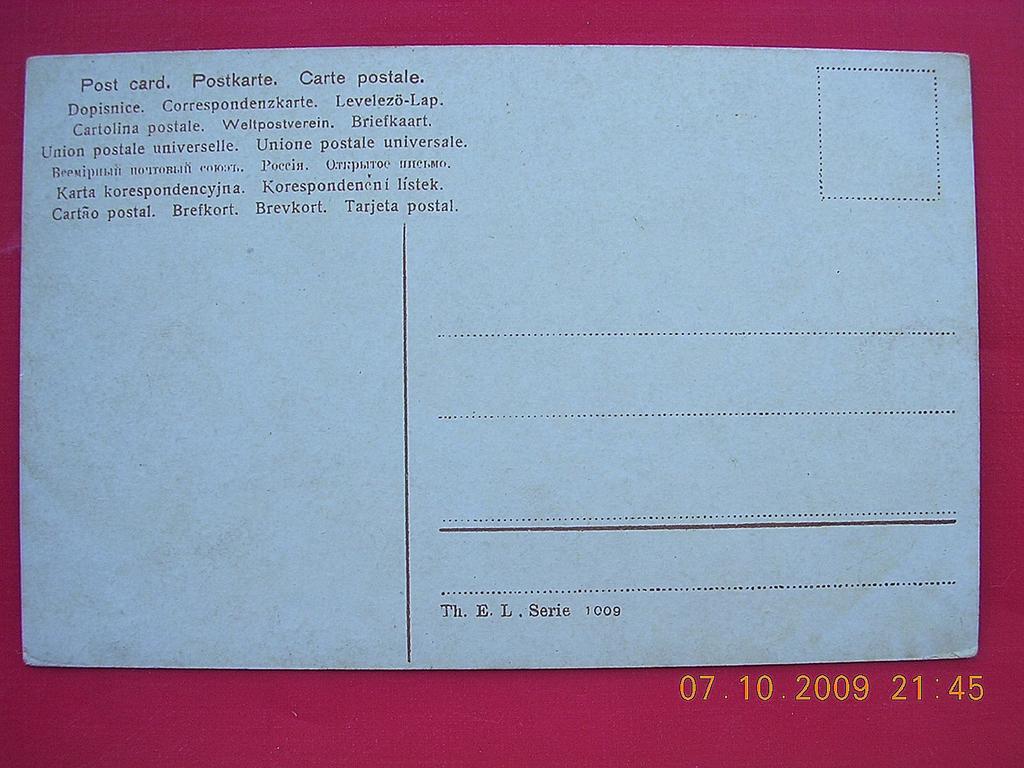 Post card. Postkarte. Carte postale.
Dopisnice. Correspondenzkarte. Levelezö-Lap.
Cartolina postale. Weltpostverein. Briefkaart.
Union postale universelle. Unione postale universale.
Всемірный почтовый союзъ. Россія. Открытое письмо.
Karta korespondencyjna. Korespondenční lístek.
Cartão postal. Brefkort. Brevkort. Tarjeta postal.
Th. E. L. Serie 1009
07.10.2009 21:45